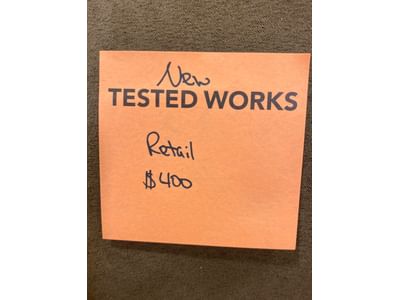 New
TESTED WORKS
Retail
$400